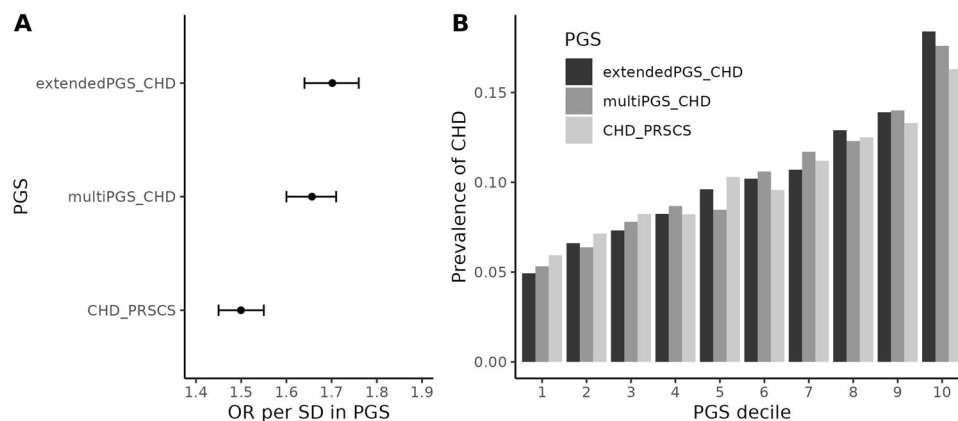 A
PGS
extendedPGS_CHD
multiPGS_CHD
CHD_PRSCS
1.4 1.5 1.6 1.7 1.8 1.9
OR per SD in PGS
B
Prevalence of CHD
0.15
0.10
0.05
0.00
PGS
extendedPGS_CHD
multiPGS_CHD
CHD_PRSCS
1 2 3 4 5 6 7 8 9 10
PGS decile